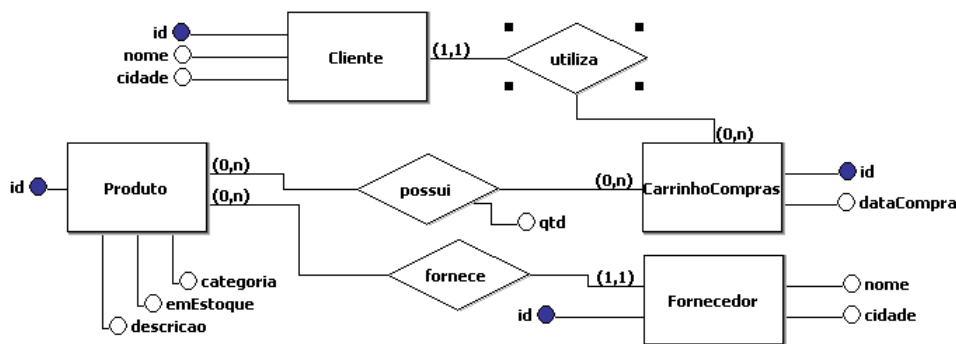 id
nome
cidade
Cliente
(1,1)
utiliza
(0,n)
id
Produto
(0,n)
(0,n)
possui
(0,n)
CarrinhoCompras
id
dataCompra
qtd
categoria
emEstoque
descricao
fornece
(1,1)
id
Fornecedor
nome
cidade